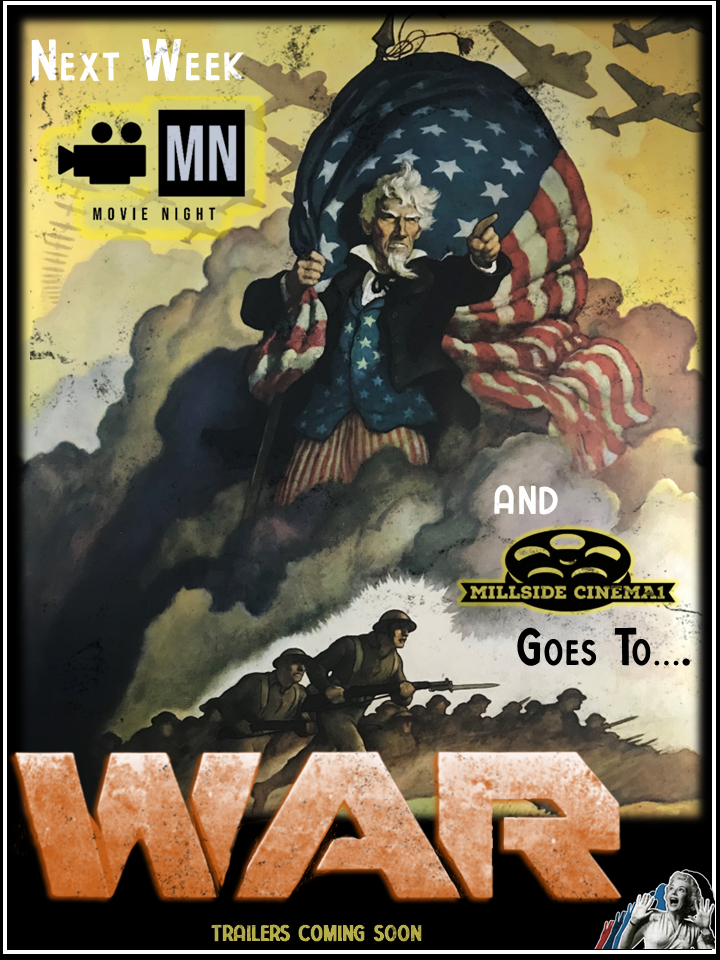 Next Week
MN
MOVIE NIGHT
AND
MILLSIDE CINEMA1
Goes To....
WAR
TRAILERS COMING SOON